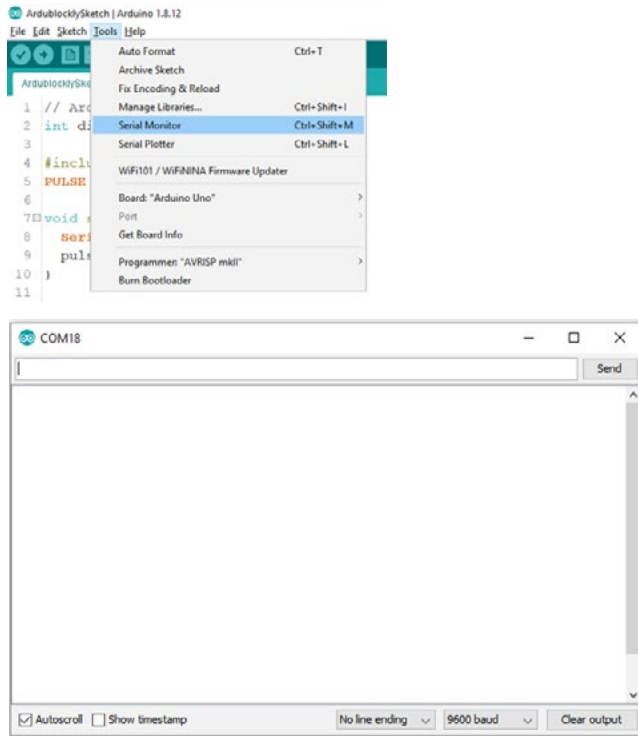 ArdublocklySketch | Arduino 1.8.12
File Edit Sketch Tools Help
ArdublocklySke
Auto Format Ctrl+T
Archive Sketch
Fix Encoding & Reload
Manage Libraries... Ctrl+Shift+I
Serial Monitor Ctrl+Shift+M
Serial Plotter Ctrl+Shift+L
WiFi101 / WiFiNINA Firmware Updater
Board: "Arduino Uno"
Port
Get Board Info
Programmer: "AVRISP mkII"
Burn Bootloader
1 // Ard
2 int di
3
4 #inclu
5 PULSE
6
7 void s
8 Seri
9 puls
10 }
11
COM18
Send
Autoscroll Show timestamp No line ending 9600 baud Clear output